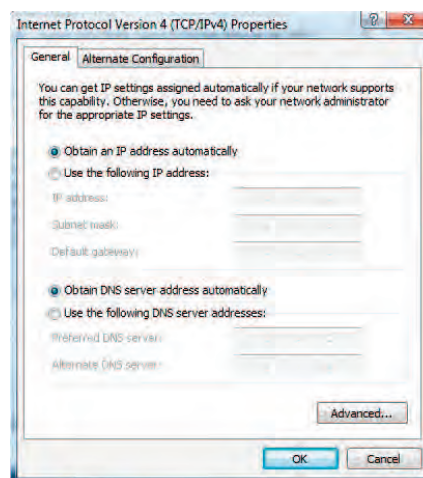 Internet Protocol Version 4 (TCP/IPv4) Properties
General
Alternate Configuration
You can get IP settings assigned automatically if your network supports
this capability. Otherwise, you need to ask your network administrator
for the appropriate IP settings.
Obtain an IP address automatically
Use the following IP address:
IP address:
Subnet mask:
Default gateway:
Obtain DNS server address automatically
Use the following DNS server addresses:
Preferred DNS server:
Alternate DNS server:
Advanced...
OK
Cancel